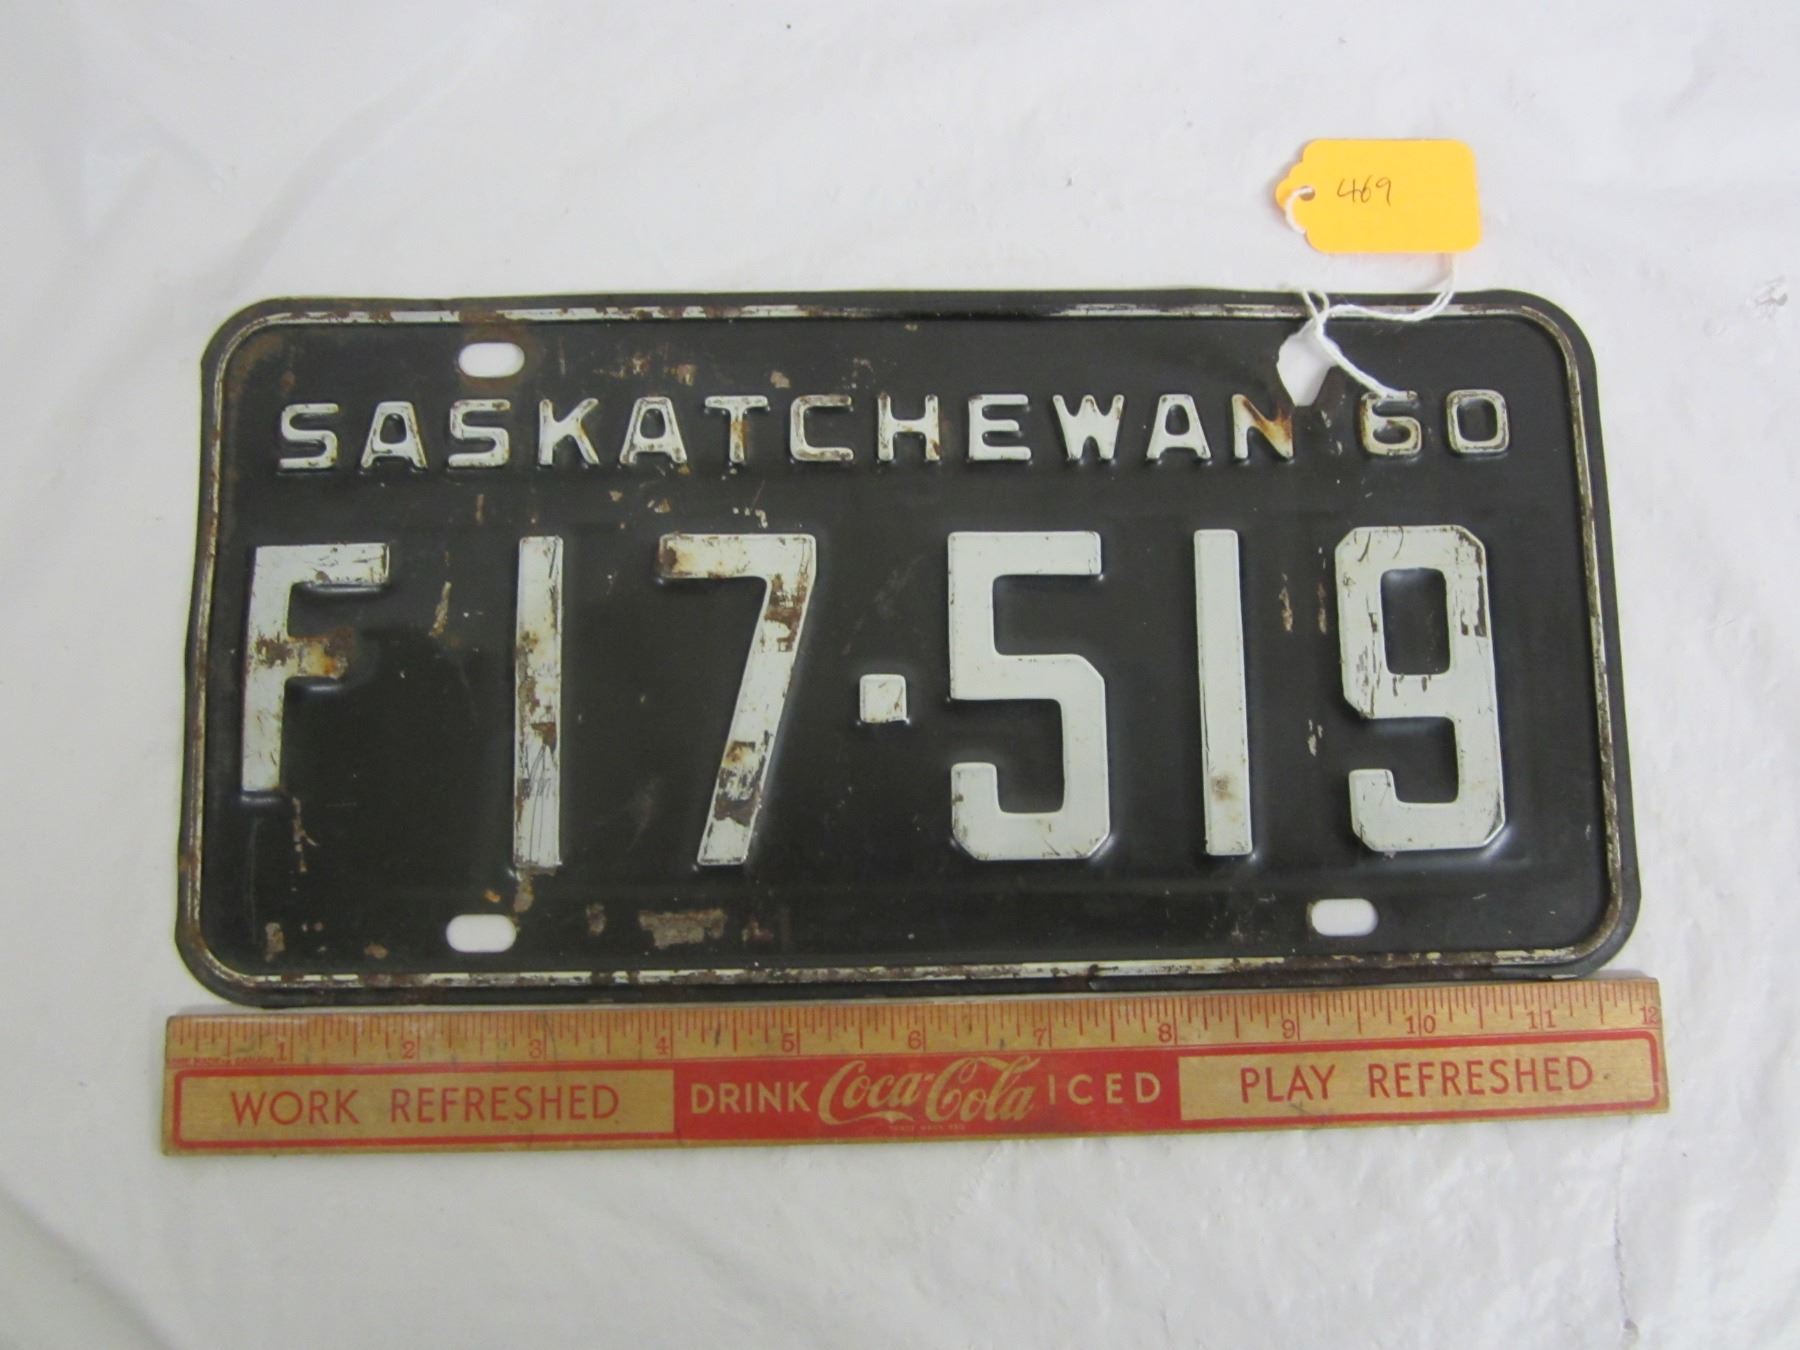 469
SASKATCHEWAN 60
F17·519
1 2 3 4 5 6 7 8 9 10 11 12
WORK REFRESHED DRINK Coca-Cola ICED PLAY REFRESHED